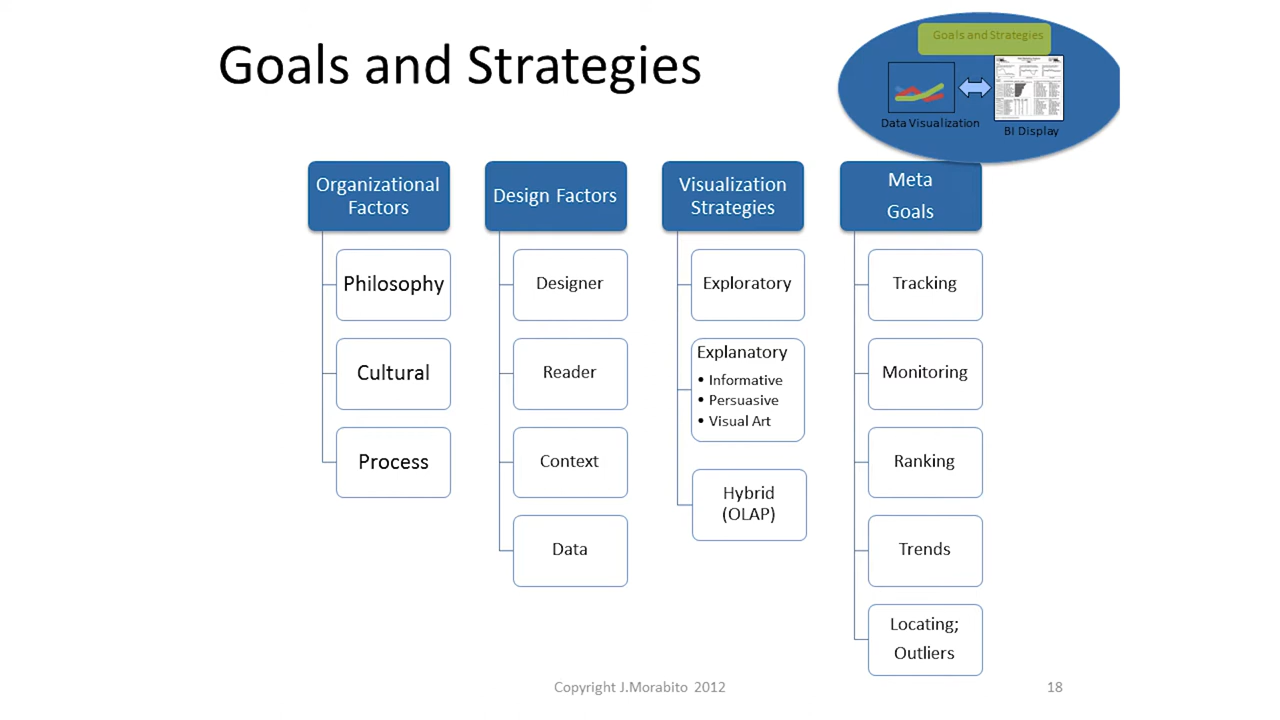 Goals and Strategies
Goals and Strategies
Data Visualization
BI Display
Organizational
Factors
Philosophy
Cultural
Process
Design Factors
Designer
Reader
Context
Data
Visualization
Strategies
Exploratory
Explanatory
• Informative
• Persuasive
• Visual Art
Hybrid
(OLAP)
Meta
Goals
Tracking
Monitoring
Ranking
Trends
Locating;
Outliers
Copyright J.Morabito 2012
18